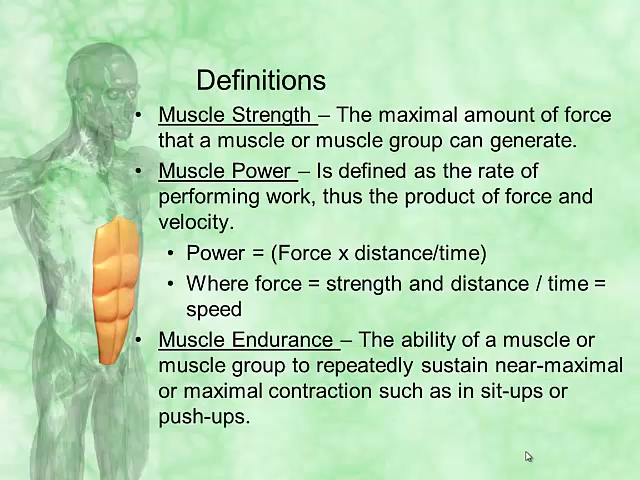 Definitions
• Muscle Strength – The maximal amount of force
that a muscle or muscle group can generate.
• Muscle Power – Is defined as the rate of
performing work, thus the product of force and
velocity.
• Power = (Force x distance/time)
• Where force = strength and distance / time =
speed
• Muscle Endurance – The ability of a muscle or
muscle group to repeatedly sustain near-maximal
or maximal contraction such as in sit-ups or
push-ups.